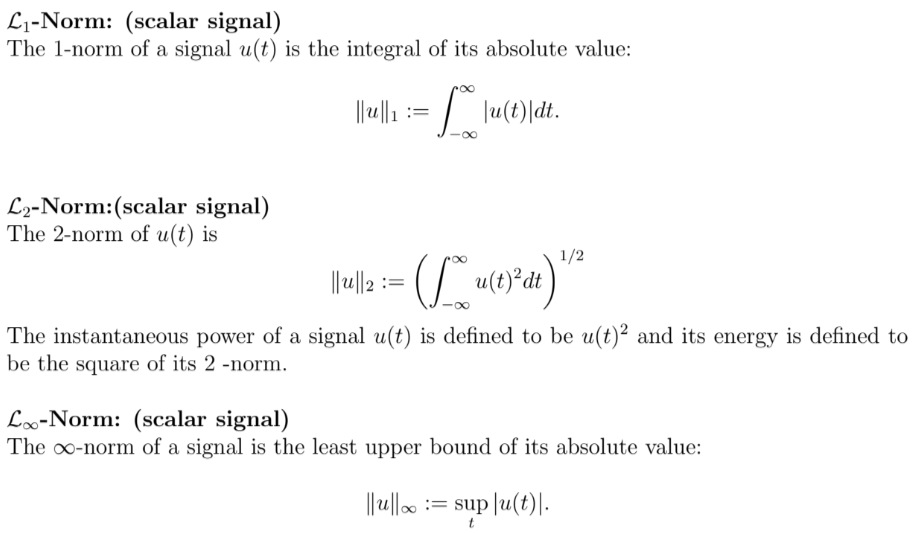 𝓛₁-Norm: (scalar signal)
The 1-norm of a signal u(t) is the integral of its absolute value:
‖u‖₁ := ∫_{−∞}^{∞} |u(t)|dt.
𝓛₂-Norm:(scalar signal)
The 2-norm of u(t) is
‖u‖₂ := (∫_{−∞}^{∞} u(t)²dt)^{1/2}
The instantaneous power of a signal u(t) is defined to be u(t)² and its energy is defined to
be the square of its 2 -norm.
𝓛_∞-Norm: (scalar signal)
The ∞-norm of a signal is the least upper bound of its absolute value:
‖u‖_∞ := sup_t |u(t)|.